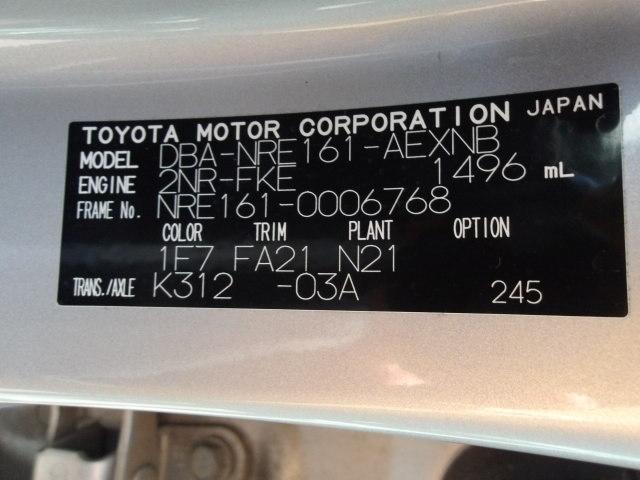 TOYOTA MOTOR CORPORATION JAPAN
MODEL DBA-NRE161-AEXNB
ENGINE 2NR-FKE 1496 mL
FRAME No. NRE161-0006768
COLOR TRIM PLANT OPTION
1F7 FA21 N21
TRANS./AXLE K312 -03A 245